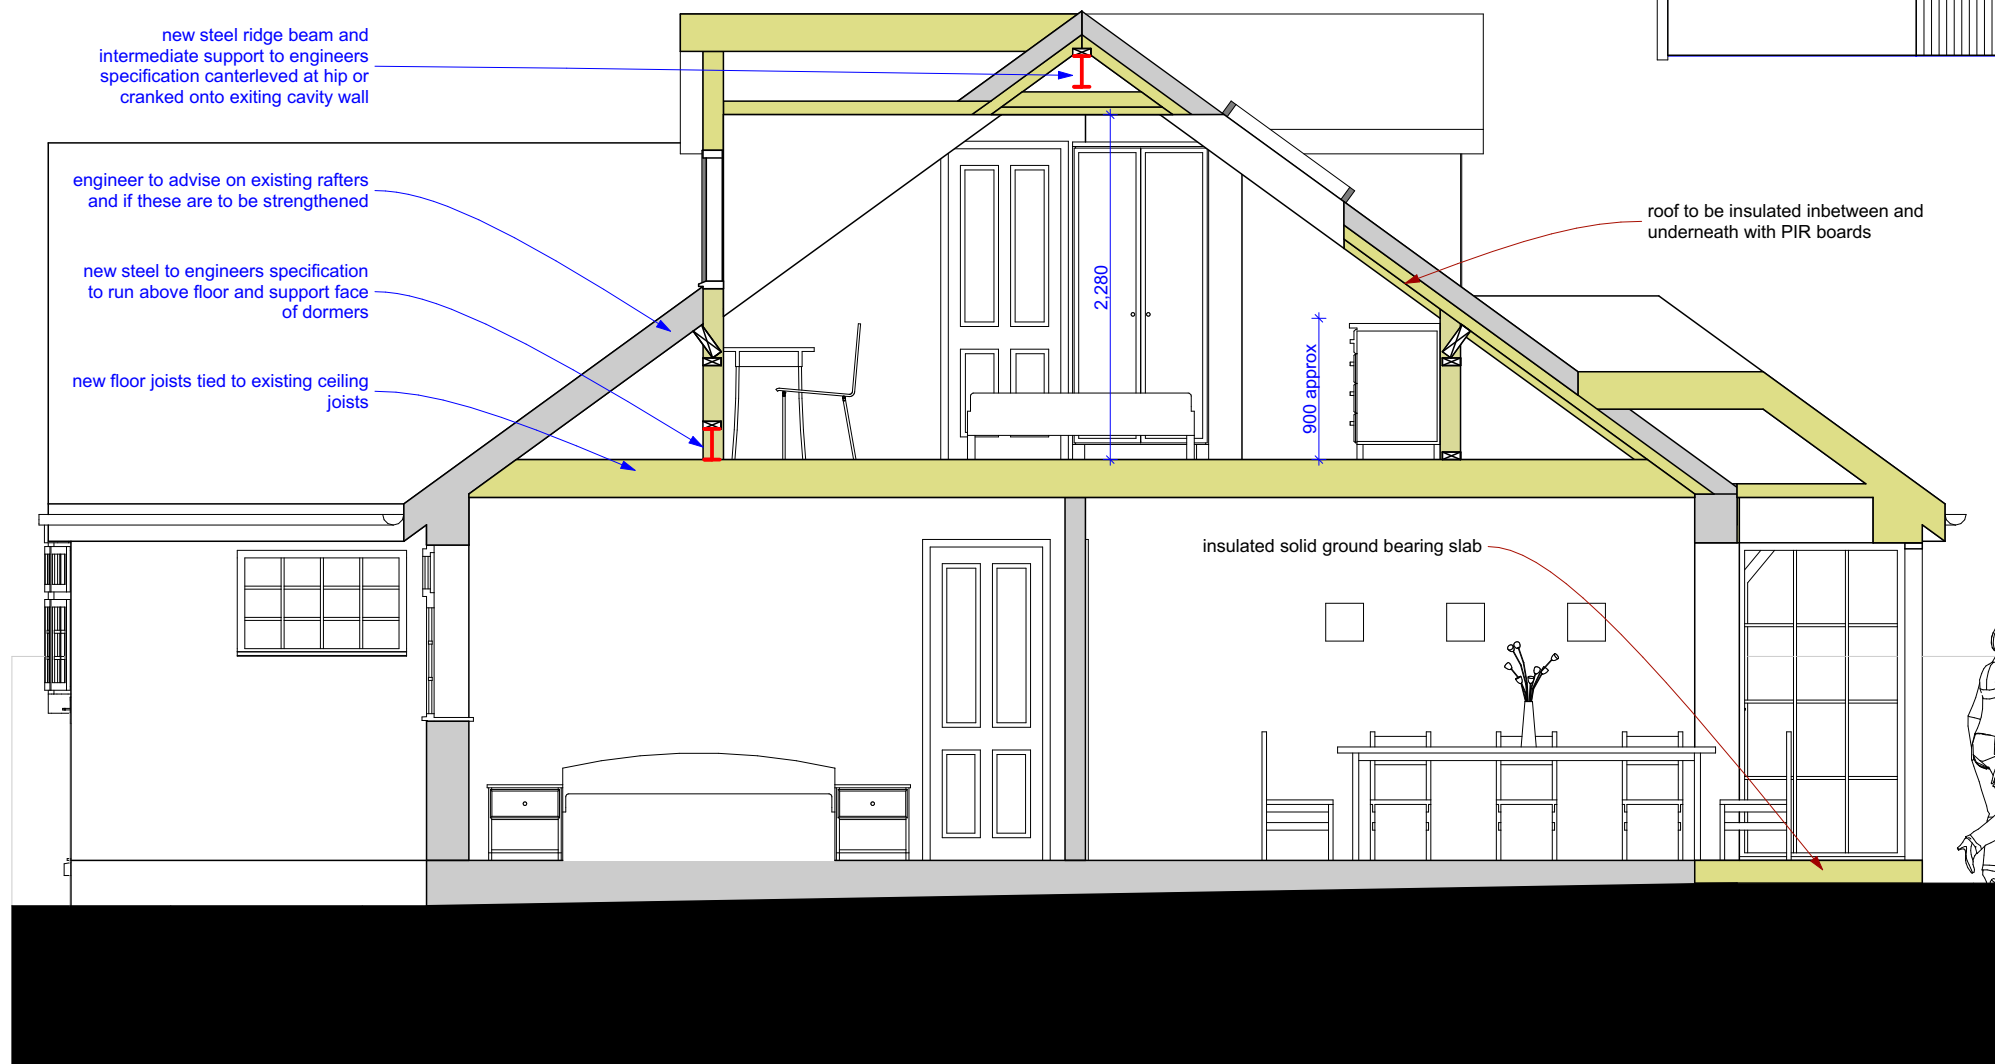 new steel ridge beam and
intermediate support to engineers
specification canterleved at hip or
cranked onto exiting cavity wall
engineer to advise on existing rafters
and if these are to be strengthened
new steel to engineers specification
to run above floor and support face
of dormers
new floor joists tied to existing ceiling
joists
2,280
900 approx
roof to be insulated inbetween and
underneath with PIR boards
insulated solid ground bearing slab